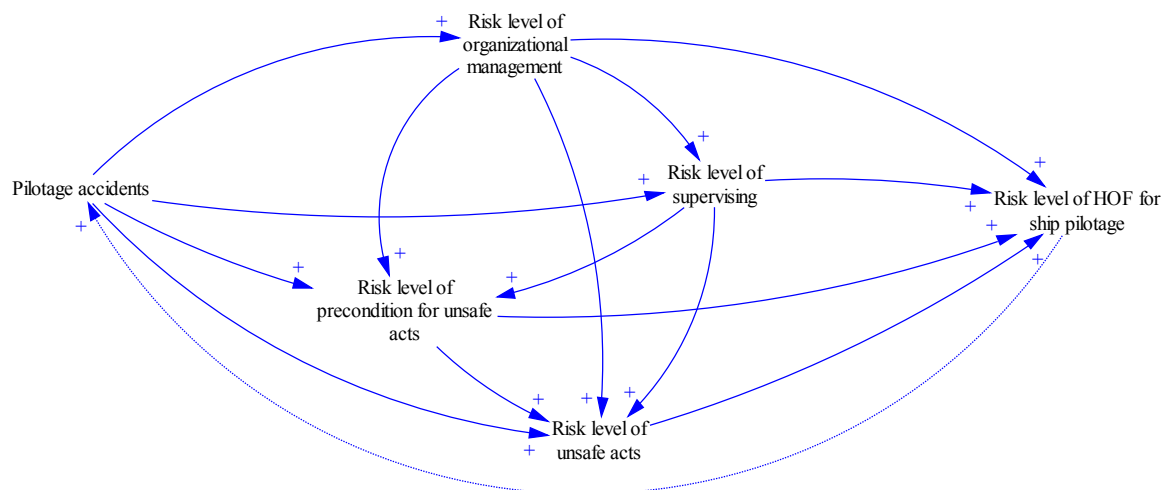 +
Risk level of
organizational
management
+
+
Pilotage accidents
+
+
Risk level of
supervising
+
+
Risk level of HOF for
ship pilotage
+
+
+
+
+
Risk level of
precondition for unsafe
acts
+
+
+
+
Risk level of
unsafe acts